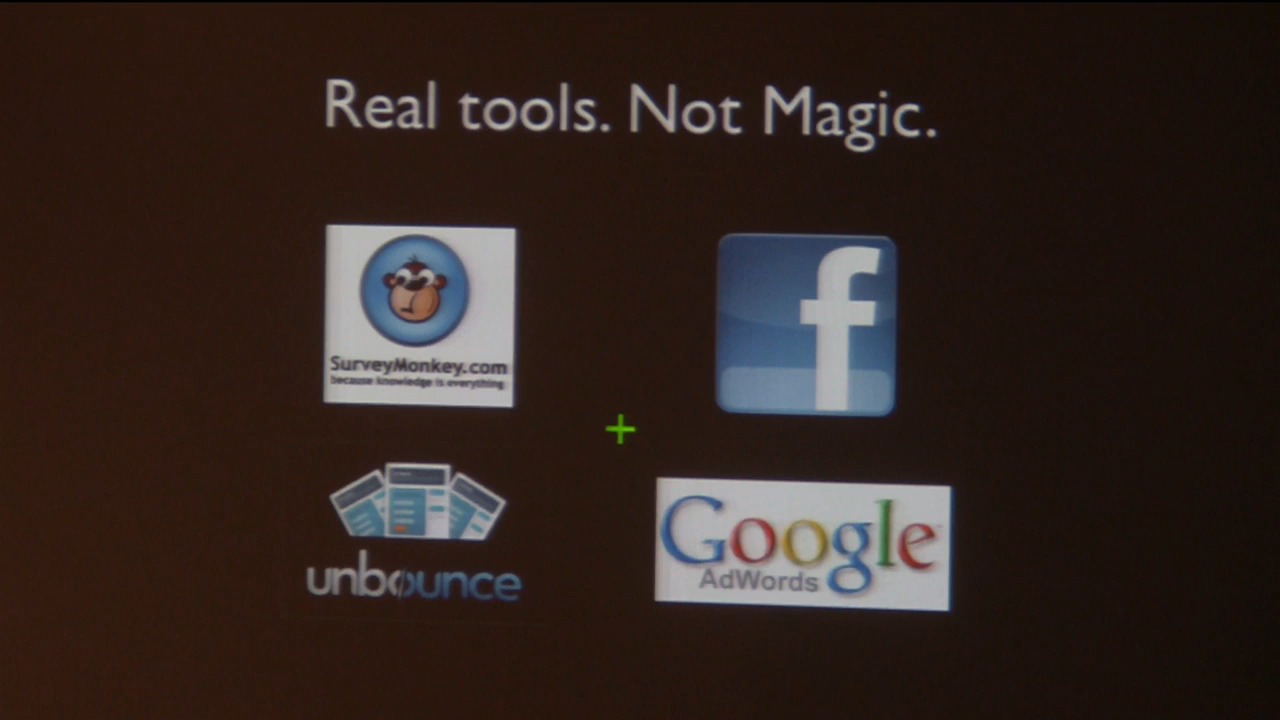 Real tools. Not Magic.
SurveyMonkey.com
because knowledge is everything
f
+
unbounce
Google
AdWords